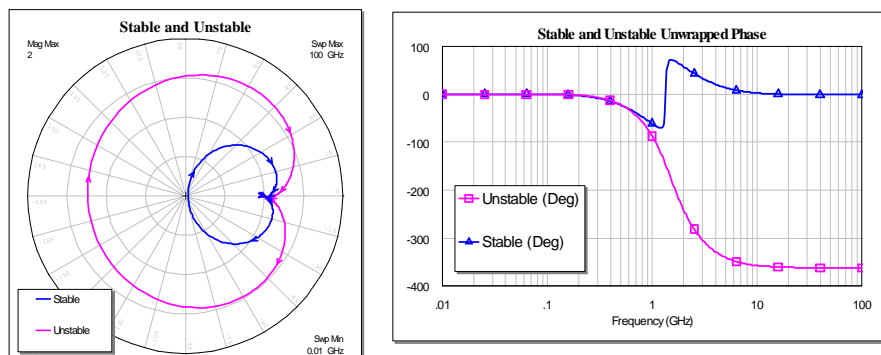 Stable and Unstable
Mag Max
2
Swp Max
100 GHz
Stable
Unstable
Swp Min
0.01 GHz
Stable and Unstable Unwrapped Phase
100
0
-100
-200
-300
-400
Unstable (Deg)
Stable (Deg)
.01
.1
1
10
100
Frequency (GHz)